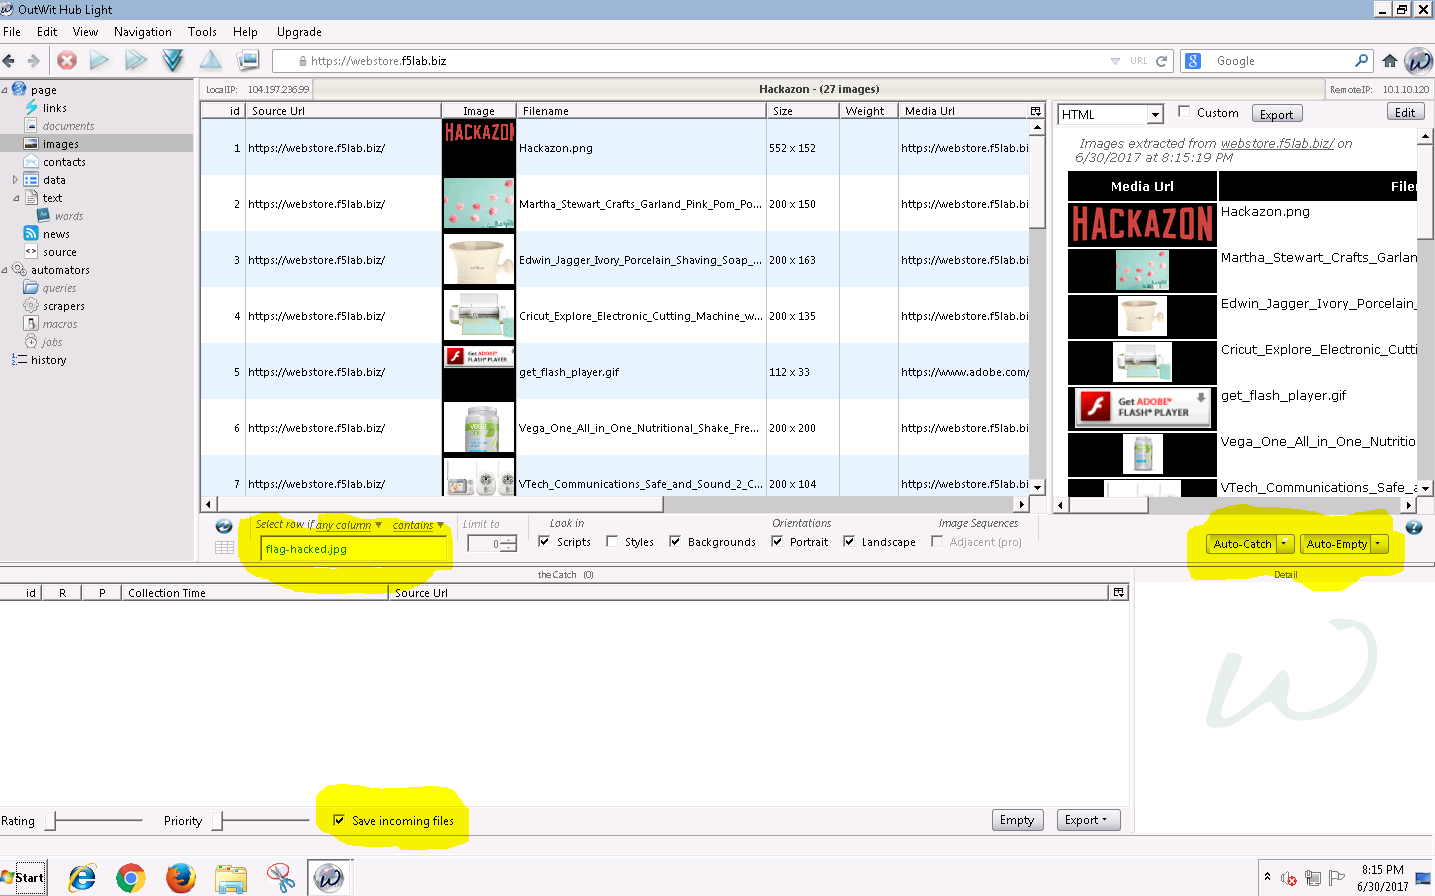 OutWit Hub Light
File Edit View Navigation Tools Help Upgrade
https://webstore.f5lab.biz URL Google
page
links
documents
images
contacts
data
text
words
news
source
automators
queries
scrapers
macros
jobs
history
LocalIP: 104.197.236.99 Hackazon - (27 images) RemoteIP: 10.1.10.120
id Source Url Image Filename Size Weight Media Url
1 https://webstore.f5lab.biz/ HACKAZON Hackazon.png 552 x 152 https://webstore.f5lab.bi
2 https://webstore.f5lab.biz/ Martha_Stewart_Crafts_Garland_Pink_Pom_Po... 200 x 150 https://webstore.f5lab.bi
3 https://webstore.f5lab.biz/ Edwin_Jagger_Ivory_Porcelain_Shaving_Soap_... 200 x 163 https://webstore.f5lab.bi
4 https://webstore.f5lab.biz/ Cricut_Explore_Electronic_Cutting_Machine_w... 200 x 135 https://webstore.f5lab.bi
5 https://webstore.f5lab.biz/ Get ADOBE® FLASH® PLAYER get_flash_player.gif 112 x 33 https://www.adobe.com/
6 https://webstore.f5lab.biz/ Vega_One_All_in_One_Nutritional_Shake_Fre... 200 x 200 https://webstore.f5lab.bi
7 https://webstore.f5lab.biz/ VTech_Communications_Safe_and_Sound_2_C... 200 x 104 https://webstore.f5lab.bi
HTML Custom Export Edit
Images extracted from webstore.f5lab.biz/ on
6/30/2017 at 8:15:19 PM
Media Url Filer
HACKAZON Hackazon.png
Martha_Stewart_Crafts_Garlan
Edwin_Jagger_Ivory_Porcelain_
Cricut_Explore_Electronic_Cutti
Get ADOBE® FLASH® PLAYER get_flash_player.gif
Vega_One_All_in_One_Nutritio
VTech_Communications_Safe_a
Select row if any column contains Limit to Look in Orientations Image Sequences
flag-hacked.jpg 0 Scripts Styles Backgrounds Portrait Landscape Adjacent (pro) Auto-Catch Auto-Empty
the Catch (0) Detail
id R P Collection Time Source Url
Rating Priority Save incoming files Empty Export
Start 8:15 PM
6/30/2017